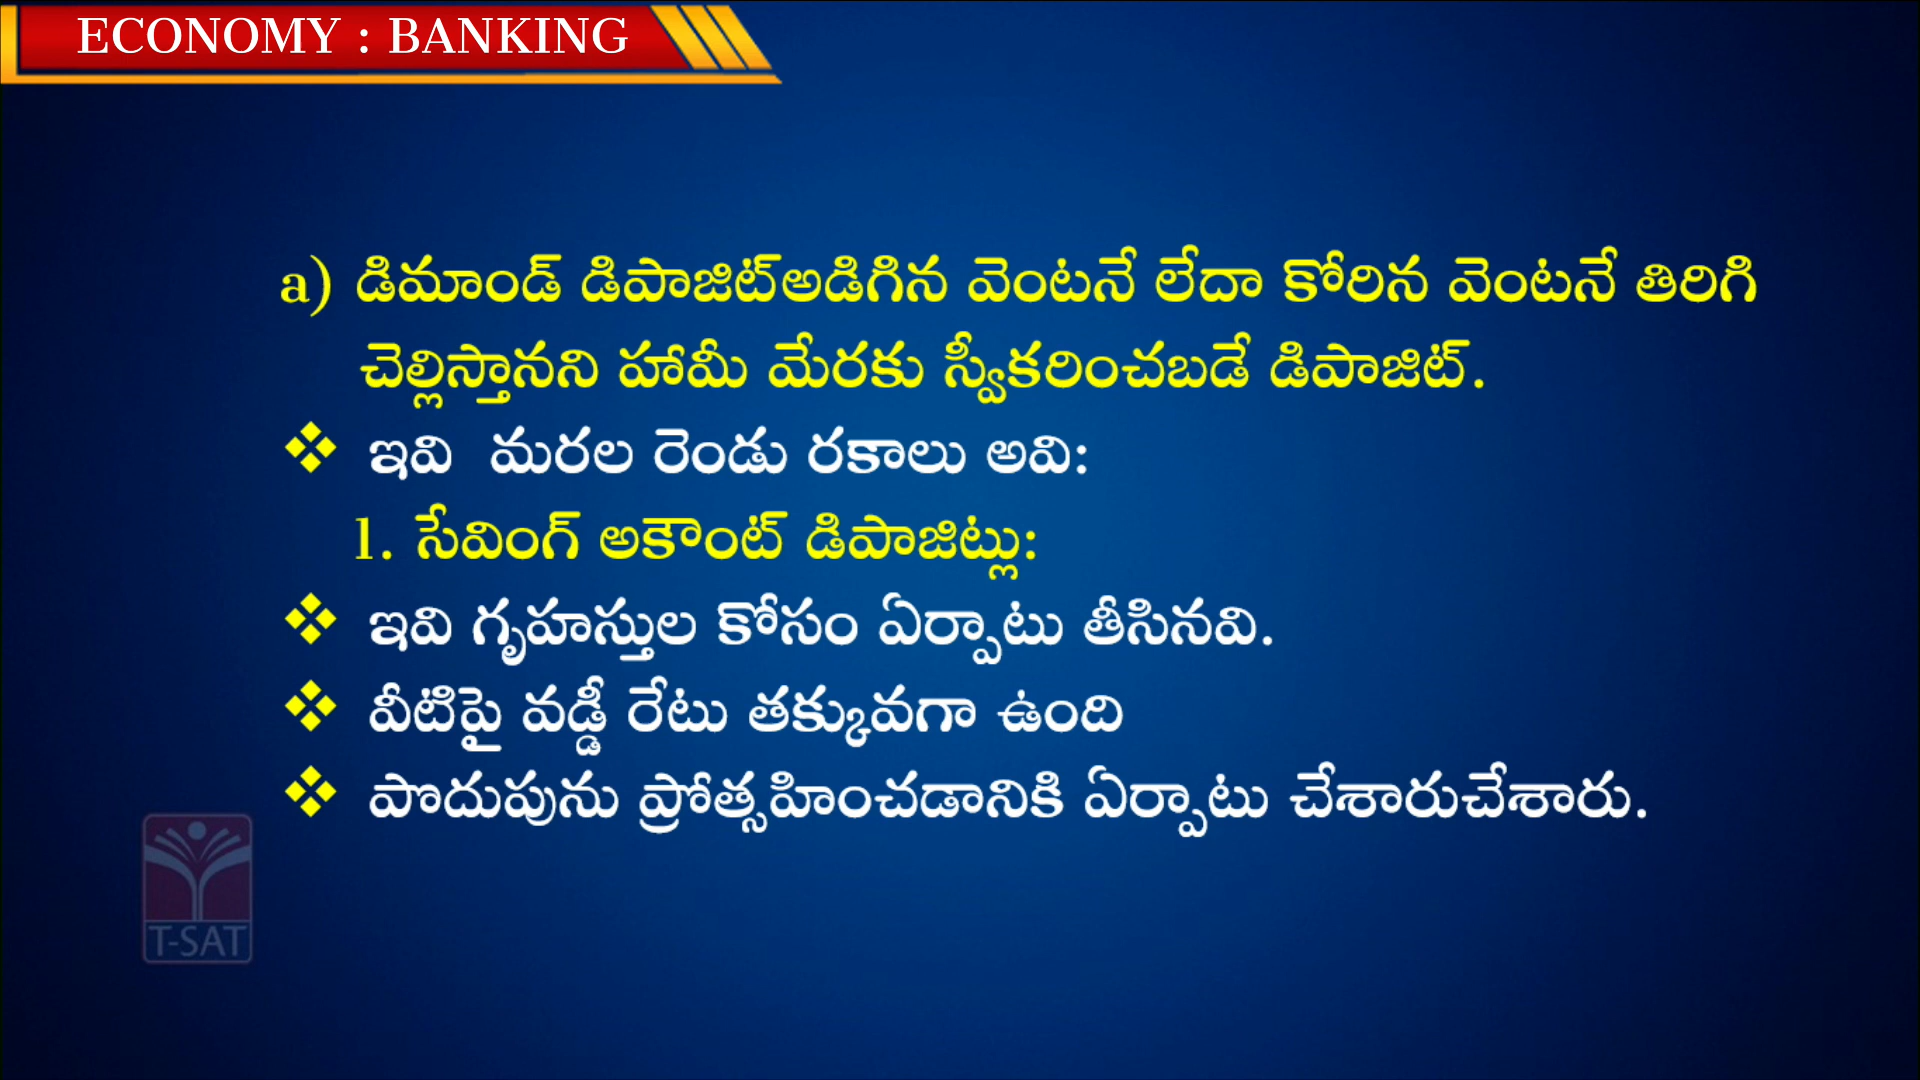 ECONOMY : BANKING
a) డిమాండ్ డిపాజిట్అడిగిన వెంటనే లేదా కోరిన వెంటనే తిరిగి
చెల్లిస్తానని హామీ మేరకు స్వీకరించబడే డిపాజిట్.
❖ ఇవి మరల రెండు రకాలు అవి:
1. సేవింగ్ అకౌంట్ డిపాజిట్లు:
❖ ఇవి గృహస్తుల కోసం ఏర్పాటు తీసినవి.
❖ వీటిపై వడ్డీ రేటు తక్కువగా ఉంది
❖ పొదుపును ప్రోత్సహించడానికి ఏర్పాటు చేశారుచేశారు.
T-SAT